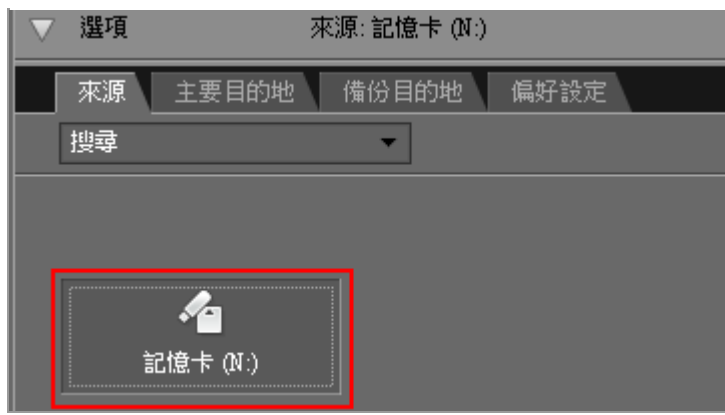 選項 來源: 記憶卡 (N:)
來源 主要目的地 備份目的地 偏好設定
搜尋
記憶卡 (N:)